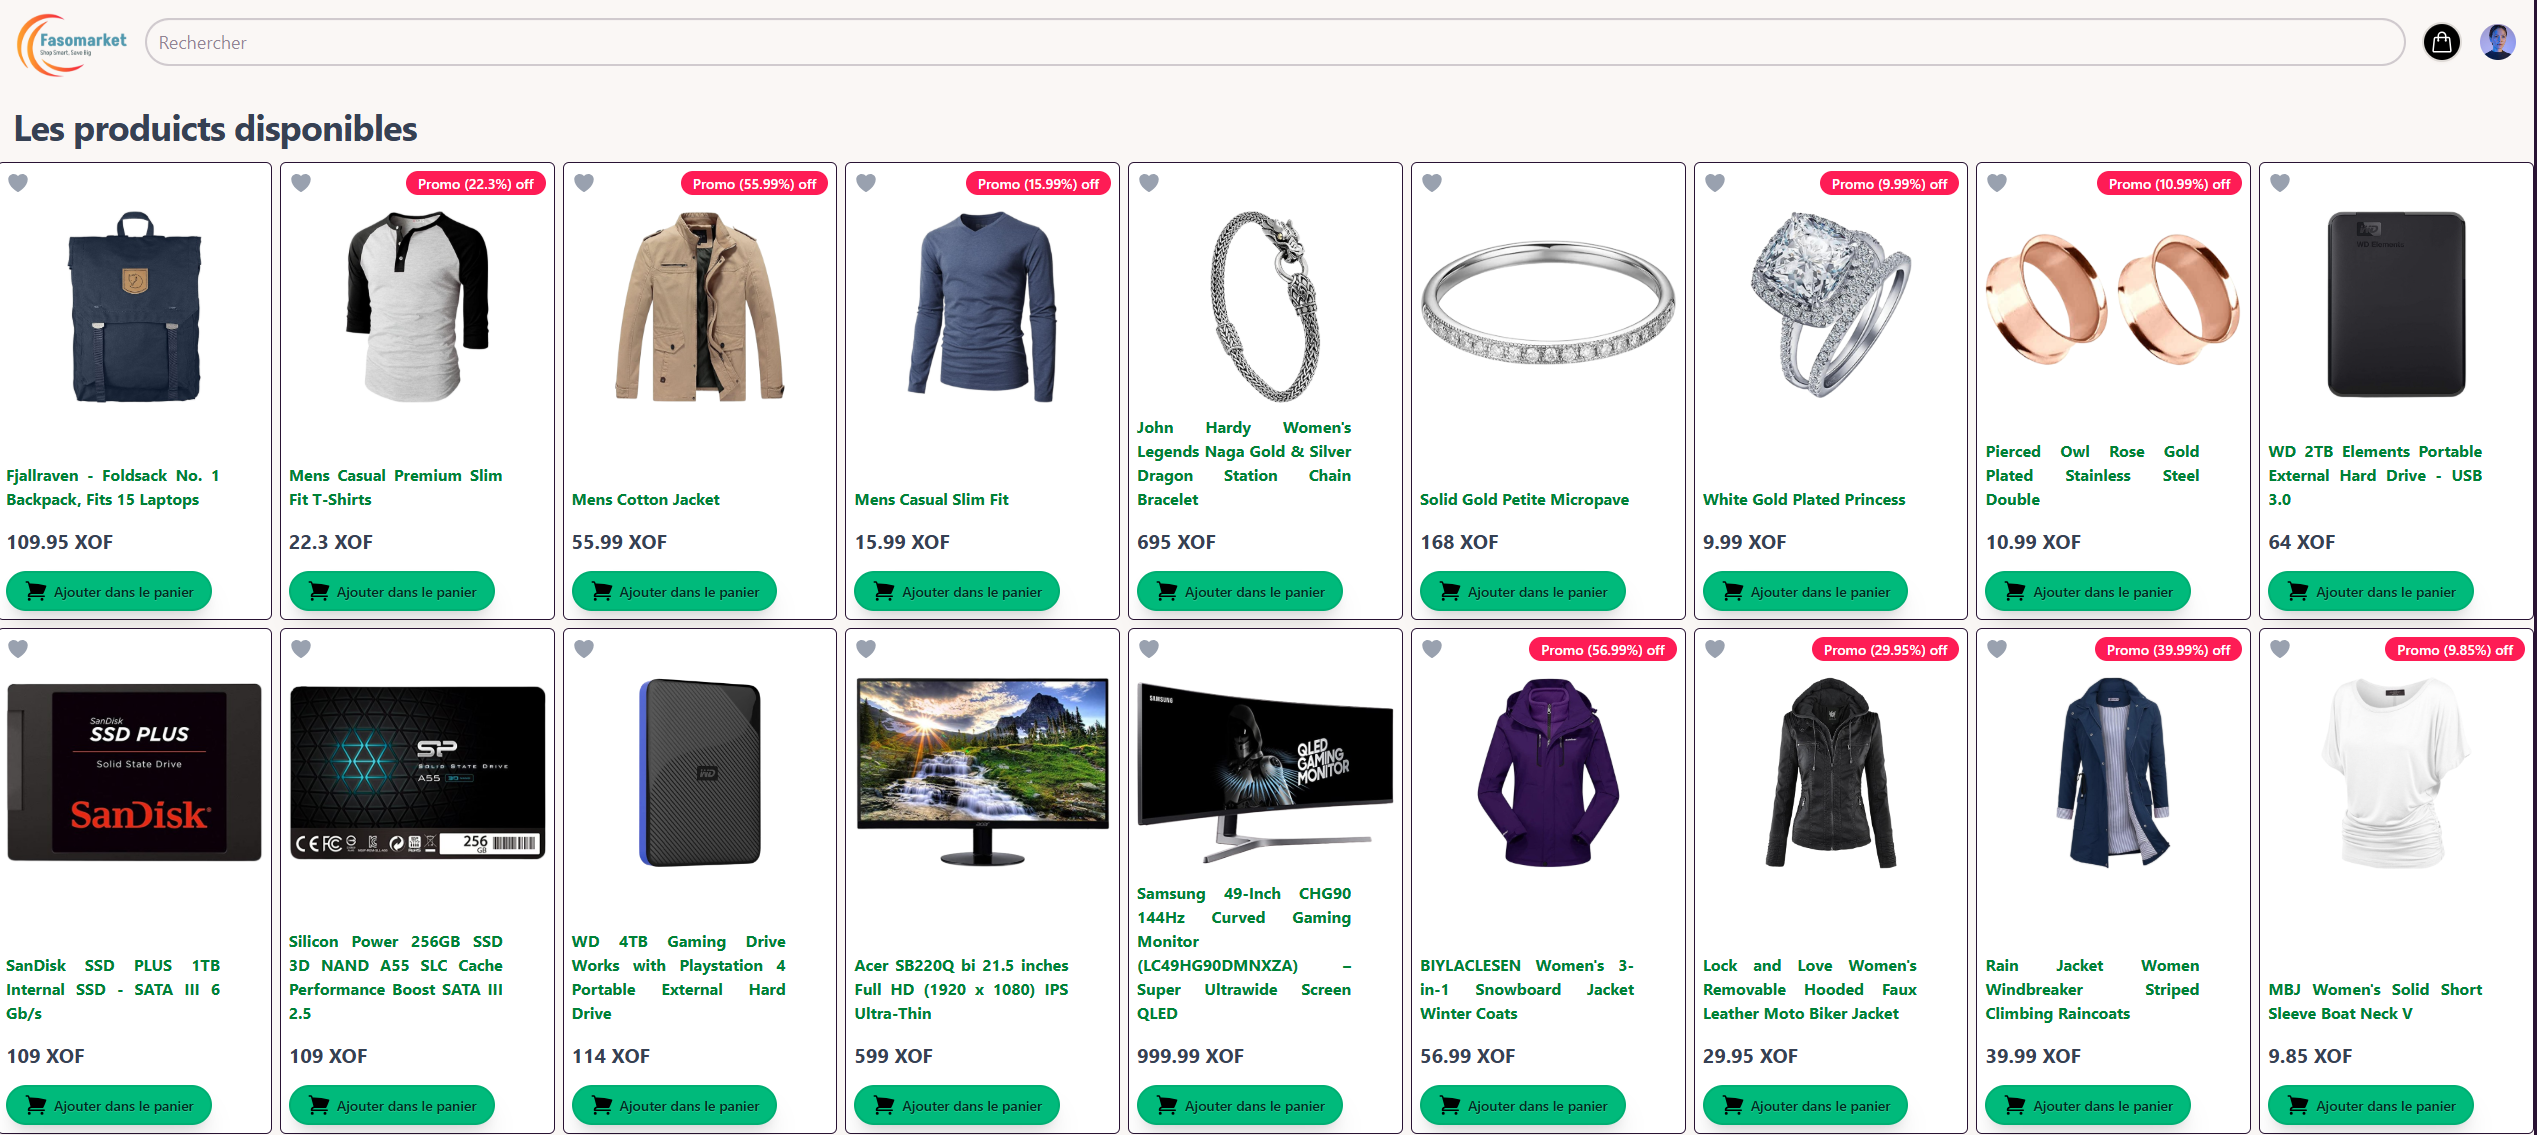 Fasomarket
Shop Smart, Save Big
Rechercher
Les produicts disponibles
Fjallraven - Foldsack No. 1
Backpack, Fits 15 Laptops
109.95 XOF
Ajouter dans le panier
Promo (22.3%) off
Mens Casual Premium Slim
Fit T-Shirts
22.3 XOF
Ajouter dans le panier
Promo (55.99%) off
Mens Cotton Jacket
55.99 XOF
Ajouter dans le panier
Promo (15.99%) off
Mens Casual Slim Fit
15.99 XOF
Ajouter dans le panier
John Hardy Women's
Legends Naga Gold & Silver
Dragon Station Chain
Bracelet
695 XOF
Ajouter dans le panier
Solid Gold Petite Micropave
168 XOF
Ajouter dans le panier
Promo (9.99%) off
White Gold Plated Princess
9.99 XOF
Ajouter dans le panier
Promo (10.99%) off
Pierced Owl Rose Gold
Plated Stainless Steel
Double
10.99 XOF
Ajouter dans le panier
WD
WD Elements
WD 2TB Elements Portable
External Hard Drive - USB
3.0
64 XOF
Ajouter dans le panier
SanDisk
SSD PLUS
Solid State Drive
SanDisk
SanDisk SSD PLUS 1TB
Internal SSD - SATA III 6
Gb/s
109 XOF
Ajouter dans le panier
SP
SOLID STATE DRIVE
A55
256
GB
Silicon Power 256GB SSD
3D NAND A55 SLC Cache
Performance Boost SATA III
2.5
109 XOF
Ajouter dans le panier
WD
WD 4TB Gaming Drive
Works with Playstation 4
Portable External Hard
Drive
114 XOF
Ajouter dans le panier
acer
Acer SB220Q bi 21.5 inches
Full HD (1920 x 1080) IPS
Ultra-Thin
599 XOF
Ajouter dans le panier
SAMSUNG
QLED
GAMING
MONITOR
Samsung 49-Inch CHG90
144Hz Curved Gaming
Monitor
(LC49HG90DMNXZA) –
Super Ultrawide Screen
QLED
999.99 XOF
Ajouter dans le panier
Promo (56.99%) off
BIYLACLESEN Women's 3-
in-1 Snowboard Jacket
Winter Coats
56.99 XOF
Ajouter dans le panier
Promo (29.95%) off
Lock and Love Women's
Removable Hooded Faux
Leather Moto Biker Jacket
29.95 XOF
Ajouter dans le panier
Promo (39.99%) off
Rain Jacket Women
Windbreaker Striped
Climbing Raincoats
39.99 XOF
Ajouter dans le panier
Promo (9.85%) off
MBJ Women's Solid Short
Sleeve Boat Neck V
9.85 XOF
Ajouter dans le panier